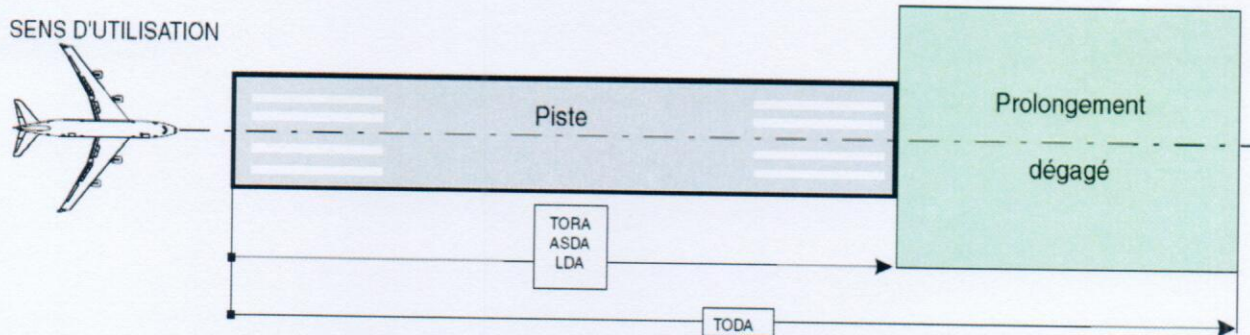 SENS D'UTILISATION
Piste
Prolongement
dégagé
TORA
ASDA
LDA
TODA